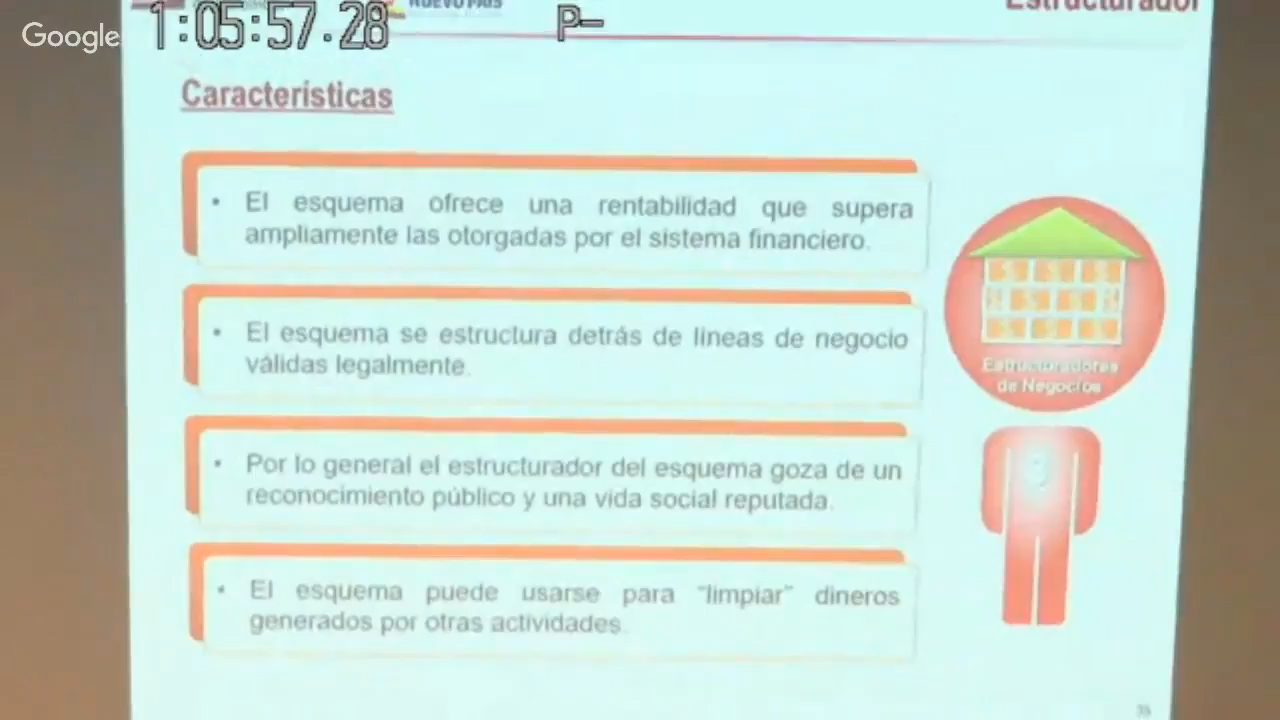 Google
1:05:57.28
P-
NUEVO PAÍS
Estructurador
Características
• El esquema ofrece una rentabilidad que supera
ampliamente las otorgadas por el sistema financiero.
• El esquema se estructura detrás de líneas de negocio
válidas legalmente.
• Por lo general el estructurador del esquema goza de un
reconocimiento público y una vida social reputada.
• El esquema puede usarse para "limpiar" dineros
generados por otras actividades.
Estructuradores
de Negocios